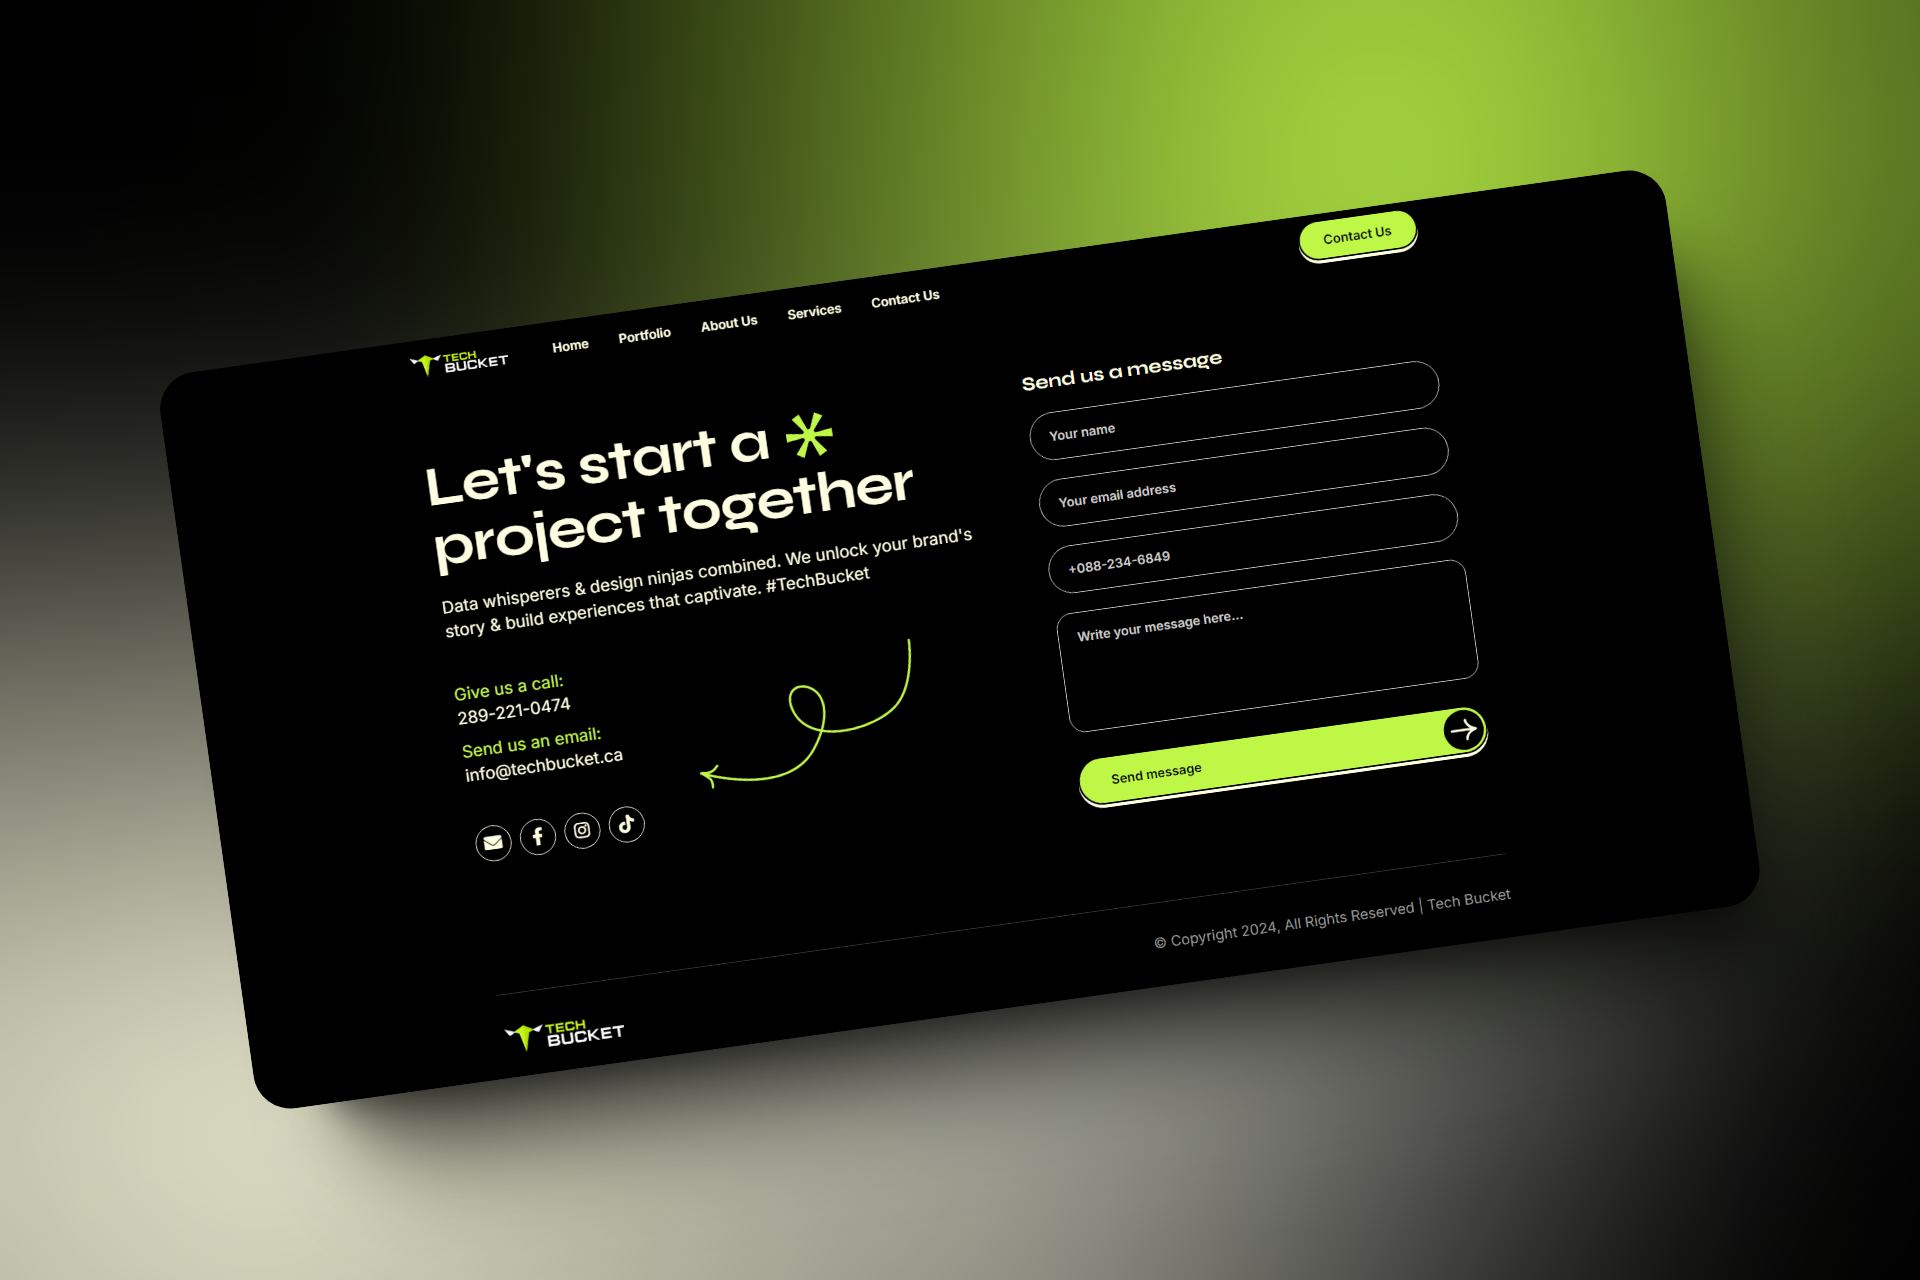 TECH
BUCKET
Home
Portfolio
About Us
Services
Contact Us
Contact Us
Let's start a
project together
Data whisperers & design ninjas combined. We unlock your brand's
story & build experiences that captivate. #TechBucket
Give us a call:
289-221-0474
Send us an email:
info@techbucket.ca
Send us a message
Your name
Your email address
+088-234-6849
Write your message here...
Send message
TECH
BUCKET
© Copyright 2024, All Rights Reserved | Tech Bucket